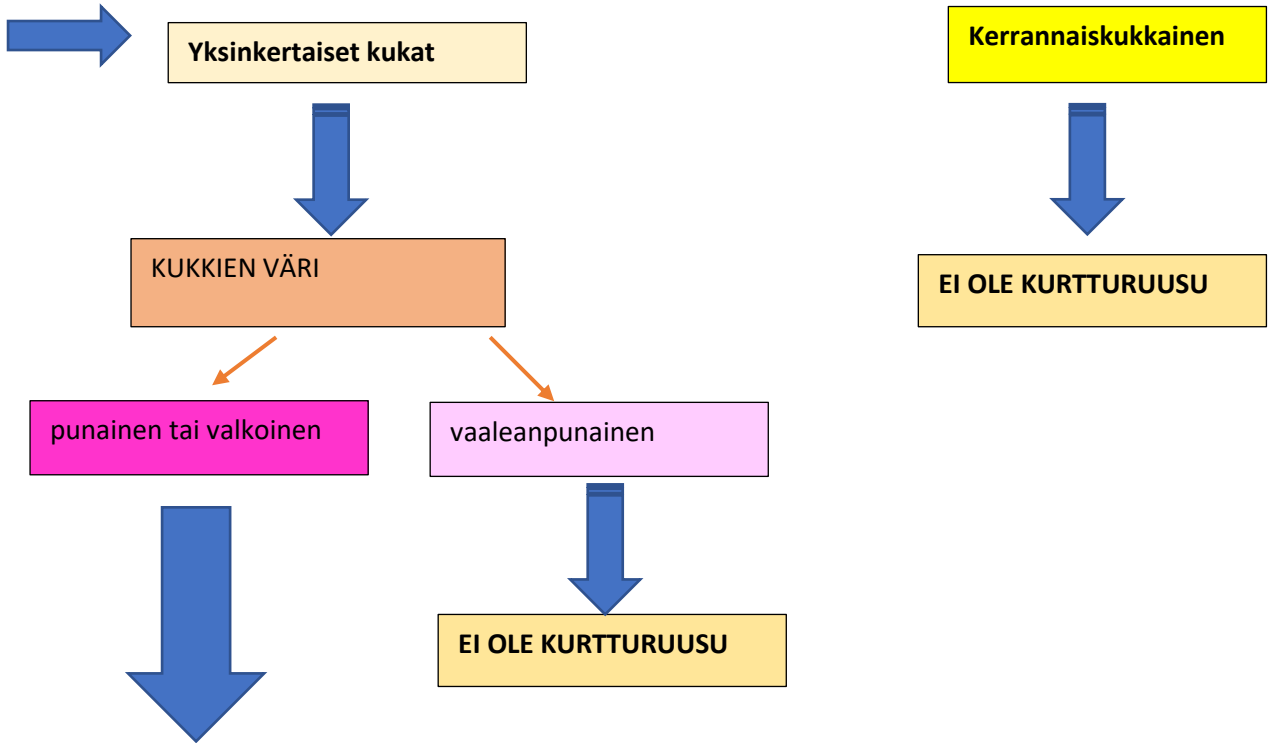 Yksinkertaiset kukat
Kerrannaiskukkainen
KUKKIEN VÄRI
EI OLE KURTTURUUSU
punainen tai valkoinen
vaaleanpunainen
EI OLE KURTTURUUSU